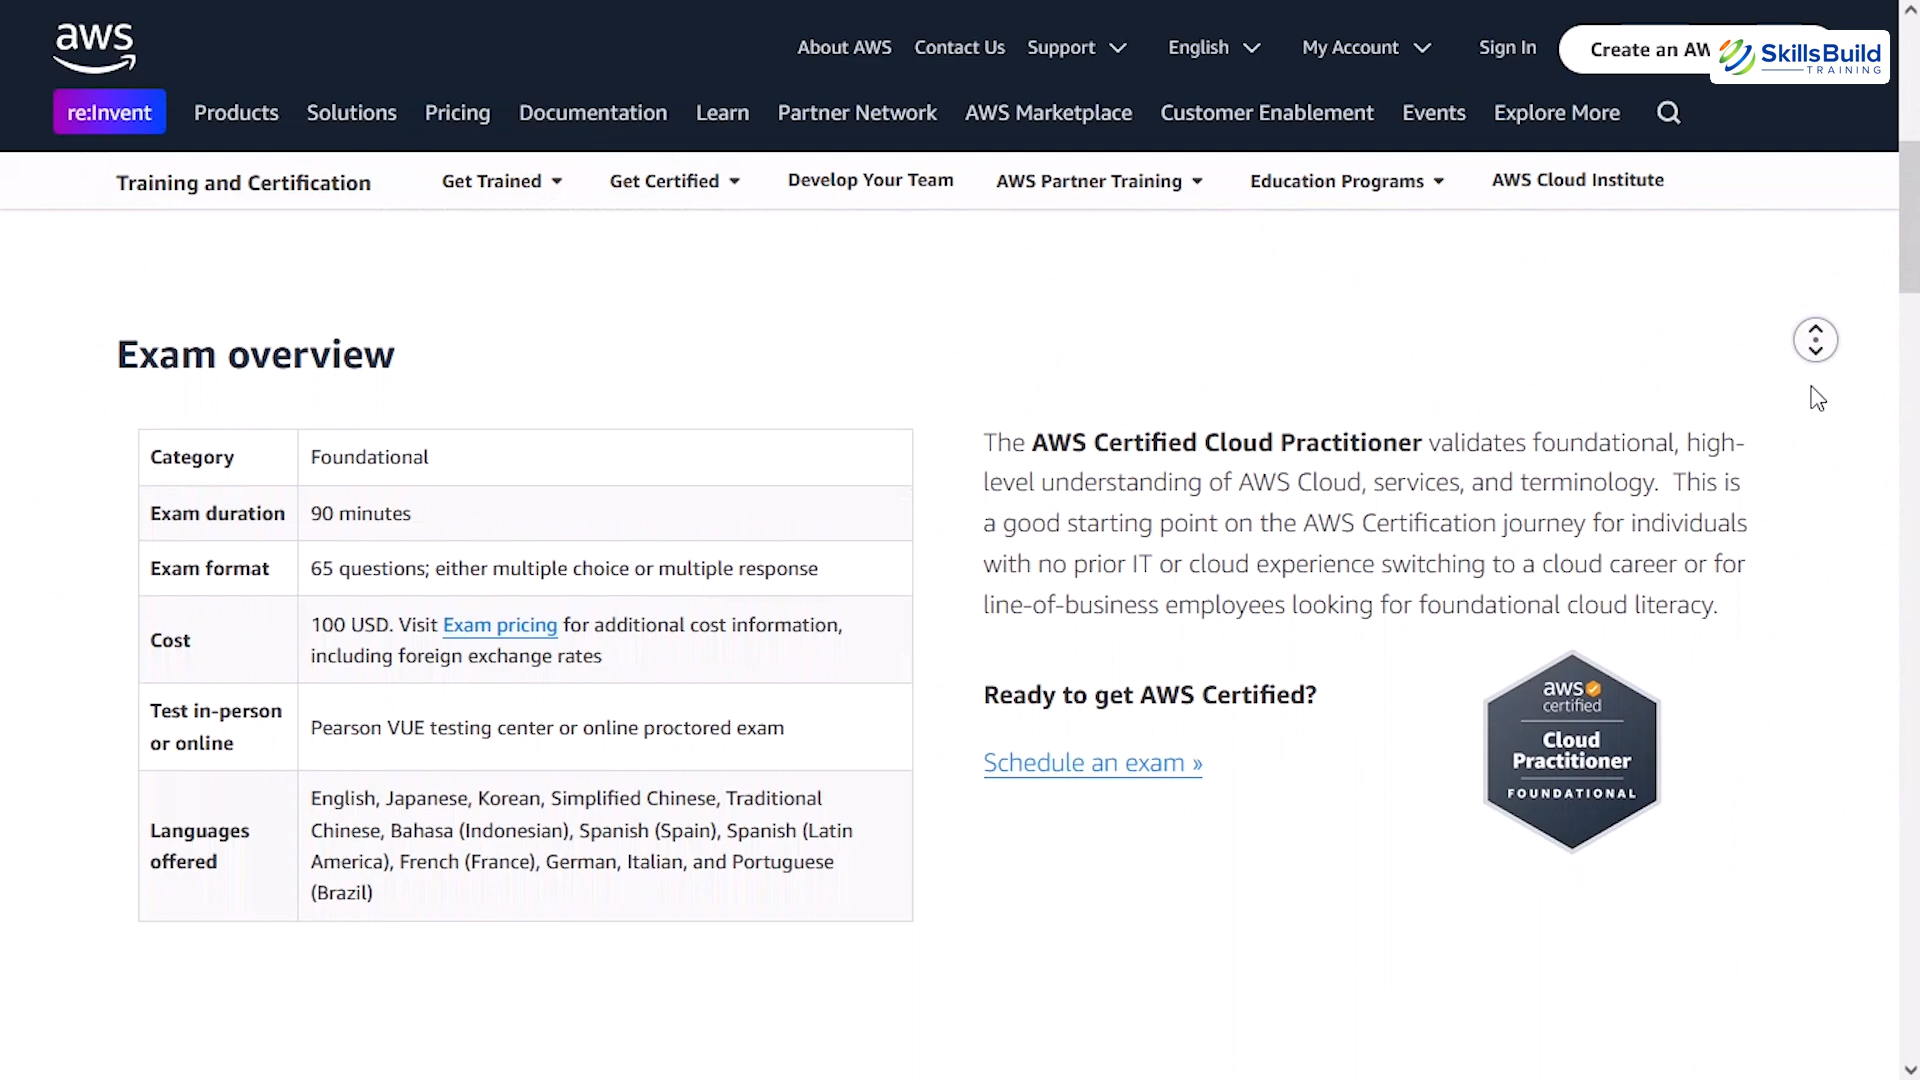 aws
About AWS
Contact Us
Support
English
My Account
Sign In
Create an AW
SkillsBuild
TRAINING
re:Invent
Products
Solutions
Pricing
Documentation
Learn
Partner Network
AWS Marketplace
Customer Enablement
Events
Explore More
Training and Certification
Get Trained
Get Certified
Develop Your Team
AWS Partner Training
Education Programs
AWS Cloud Institute
Exam overview
Category
Foundational
Exam duration
90 minutes
Exam format
65 questions; either multiple choice or multiple response
Cost
100 USD. Visit Exam pricing for additional cost information,
including foreign exchange rates
Test in-person
or online
Pearson VUE testing center or online proctored exam
Languages
offered
English, Japanese, Korean, Simplified Chinese, Traditional
Chinese, Bahasa (Indonesian), Spanish (Spain), Spanish (Latin
America), French (France), German, Italian, and Portuguese
(Brazil)
The AWS Certified Cloud Practitioner validates foundational, high-
level understanding of AWS Cloud, services, and terminology. This is
a good starting point on the AWS Certification journey for individuals
with no prior IT or cloud experience switching to a cloud career or for
line-of-business employees looking for foundational cloud literacy.
Ready to get AWS Certified?
Schedule an exam »
aws
certified
Cloud
Practitioner
FOUNDATIONAL